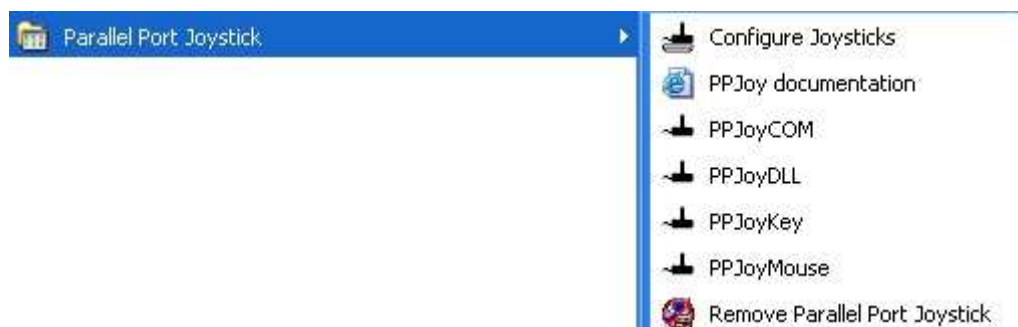 Parallel Port Joystick
Configure Joysticks
PPJoy documentation
PPJoyCOM
PPJoyDLL
PPJoyKey
PPJoyMouse
Remove Parallel Port Joystick